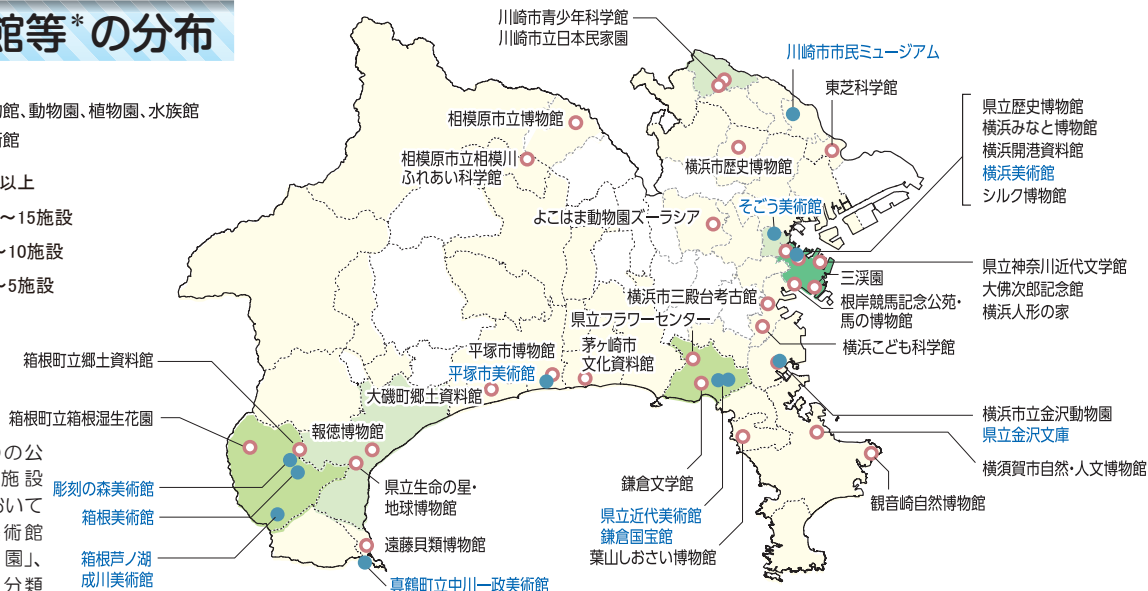 館等*の分布
物館、動物園、植物園、水族館
術館
以上
～15施設
～10施設
～5施設
川崎市青少年科学館
川崎市立日本民家園
川崎市市民ミュージアム
東芝科学館
相模原市立博物館
相模原市立相模川
ふれあい科学館
横浜市歴史博物館
県立歴史博物館
横浜みなと博物館
横浜開港資料館
横浜美術館
シルク博物館
よこはま動物園ズーラシア
そごう美術館
県立神奈川近代文学館
大佛次郎記念館
横浜人形の家
三渓園
根岸競馬記念公苑・
馬の博物館
横浜市三殿台考古館
県立フラワーセンター
横浜こども科学館
平塚市博物館
平塚市美術館
茅ヶ崎市
文化資料館
大磯町郷土資料館
箱根町立郷土資料館
箱根町立箱根湿生花園
報徳博物館
横浜市立金沢動物園
県立金沢文庫
横須賀市自然・人文博物館
観音崎自然博物館
鎌倉文学館
県立近代美術館
鎌倉国宝館
葉山しおさい博物館
県立生命の星・
地球博物館
彫刻の森美術館
箱根美術館
箱根芦ノ湖
成川美術館
遠藤貝類博物館
真鶴町立中川一政美術館
の公
施設
おいて
術館
園」、
分類